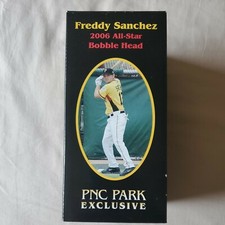 Freddy Sanchez
2006 All-Star
Bobble Head
PNC PARK
EXCLUSIVE